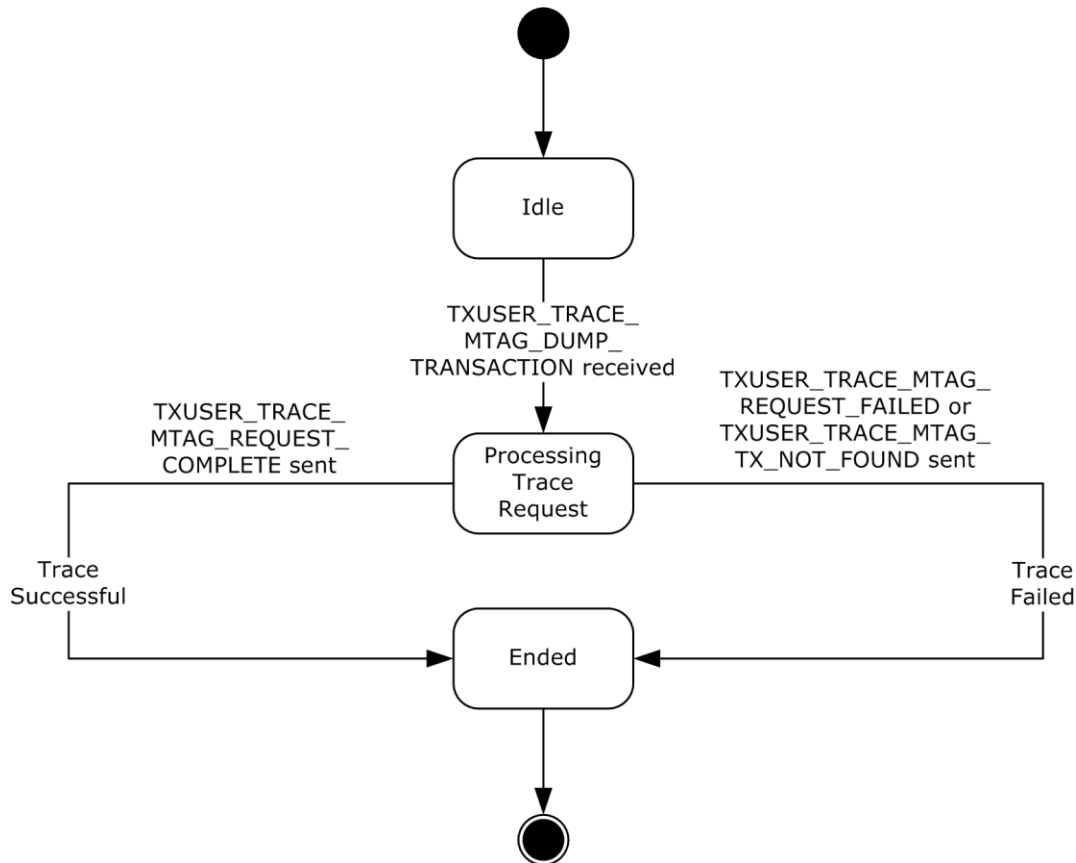 Idle
TXUSER_TRACE_
MTAG_DUMP_
TRANSACTION received
TXUSER_TRACE_
MTAG_REQUEST_
COMPLETE sent
TXUSER_TRACE_MTAG_
REQUEST_FAILED or
TXUSER_TRACE_MTAG_
TX_NOT_FOUND sent
Processing
Trace
Request
Trace
Successful
Trace
Failed
Ended